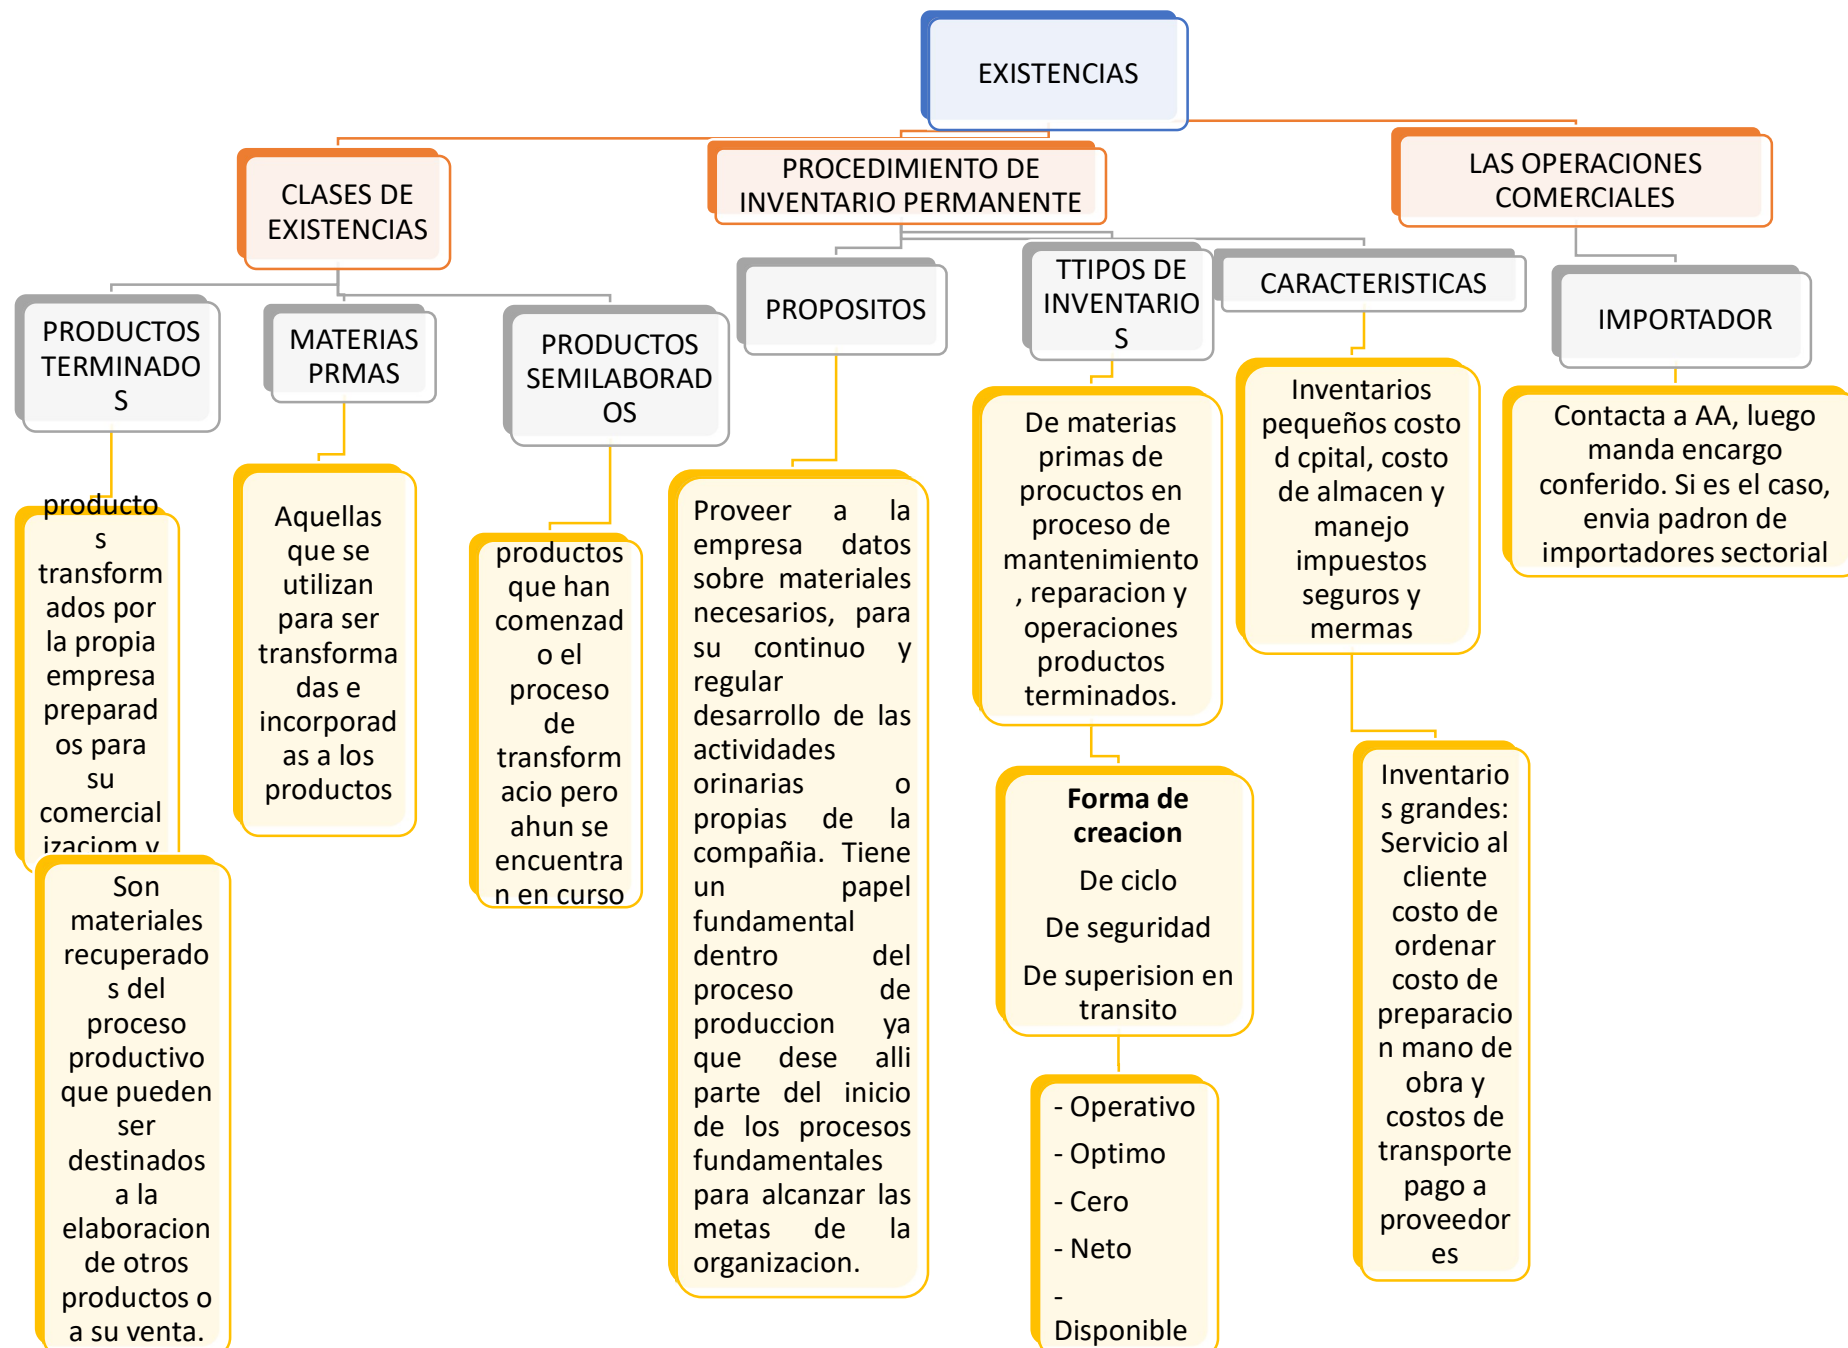 EXISTENCIAS
CLASES DE
EXISTENCIAS
PROCEDIMIENTO DE
INVENTARIO PERMANENTE
LAS OPERACIONES
COMERCIALES
PRODUCTOS
TERMINADO
S
MATERIAS
PRMAS
PRODUCTOS
SEMILABORAD
OS
PROPOSITOS
TTIPOS DE
INVENTARIO
S
CARACTERISTICAS
IMPORTADOR
producto
s
transform
ados por
la propia
empresa
preparad
os para
su
comercial
izaciom y
Son
materiales
recuperado
s del
proceso
productivo
que pueden
ser
destinados
a la
elaboracion
de otros
productos o
a su venta.
Aquellas
que se
utilizan
para ser
transforma
das e
incorporad
as a los
productos
productos
que han
comenzad
o el
proceso
de
transform
acio pero
ahun se
encuentra
n en curso
Proveer a la
empresa datos
sobre materiales
necesarios, para
su continuo y
regular
desarrollo de las
actividades
orinarias o
propias de la
compañia. Tiene
un papel
fundamental
dentro del
proceso de
produccion ya
que dese alli
parte del inicio
de los procesos
fundamentales
para alcanzar las
metas de la
organizacion.
De materias
primas de
procuctos en
proceso de
mantenimiento
, reparacion y
operaciones
productos
terminados.
Forma de
creacion
De ciclo
De seguridad
De superision en
transito
- Operativo
- Optimo
- Cero
- Neto
-
Disponible
Inventarios
pequeños costo
d cpital, costo
de almacen y
manejo
impuestos
seguros y
mermas
Inventario
s grandes:
Servicio al
cliente
costo de
ordenar
costo de
preparacio
n mano de
obra y
costos de
transporte
pago a
proveedor
es
Contacta a AA, luego
manda encargo
conferido. Si es el caso,
envia padron de
importadores sectorial